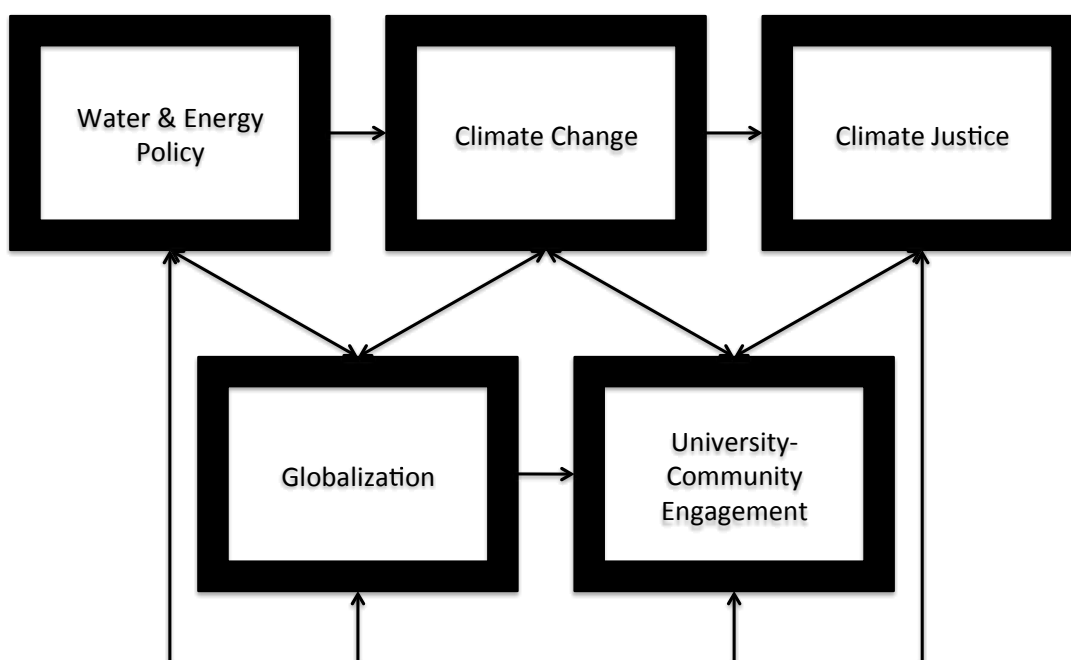 Water & Energy
Policy
Climate Change
Climate Justice
Globalization
University-
Community
Engagement